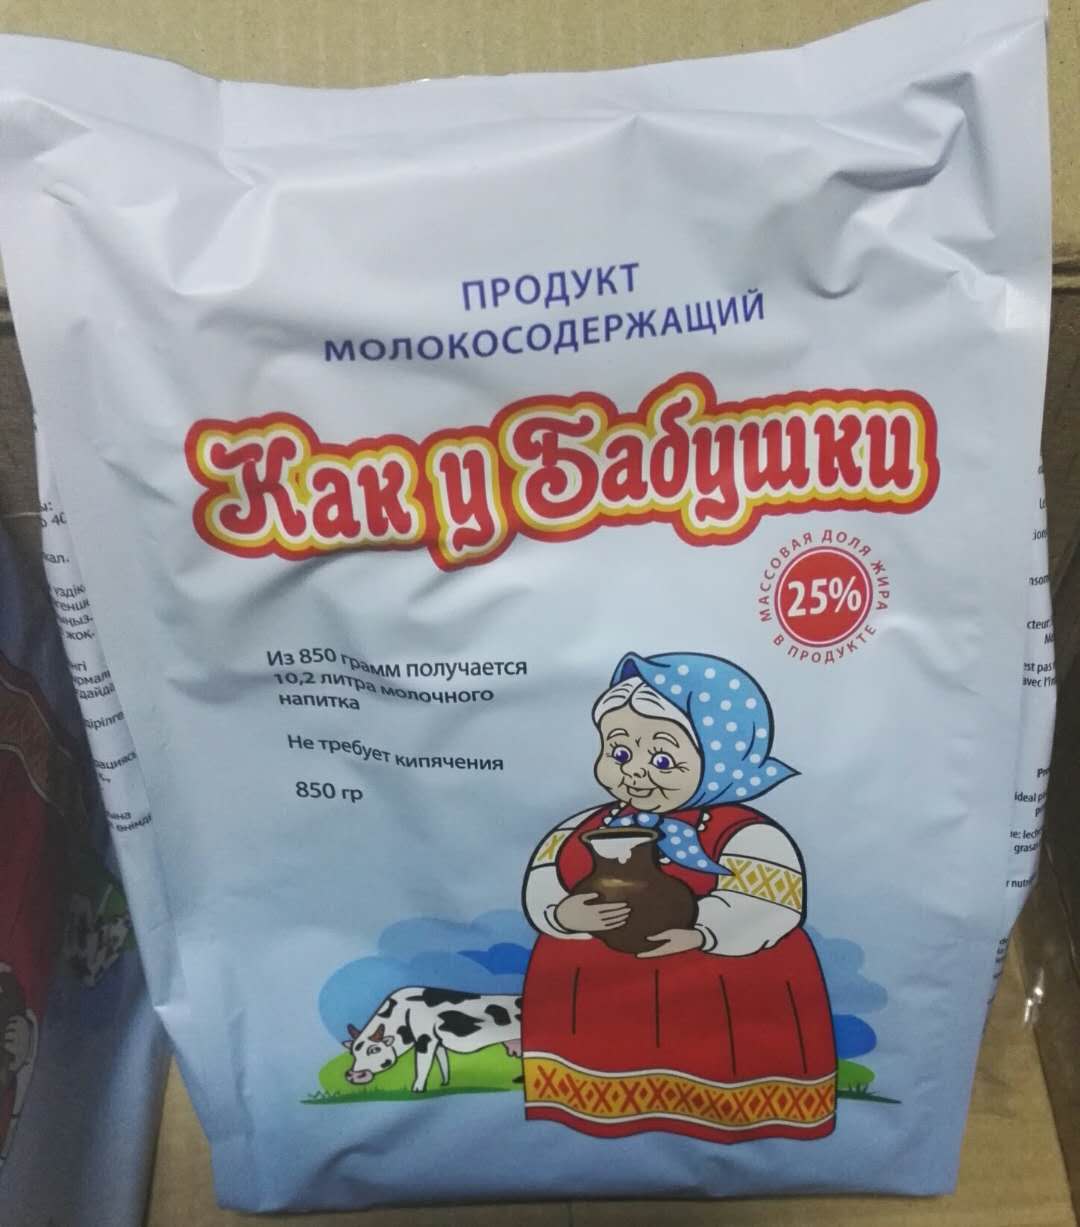 ПРОДУКТ
МОЛОКОСОДЕРЖАЩИЙ
Как у Бабушки
МАССОВАЯ ДОЛЯ ЖИРА
25%
В ПРОДУКТЕ
Из 850 грамм получается
10,2 литра молочного
напитка
Не требует кипячения
850 гр